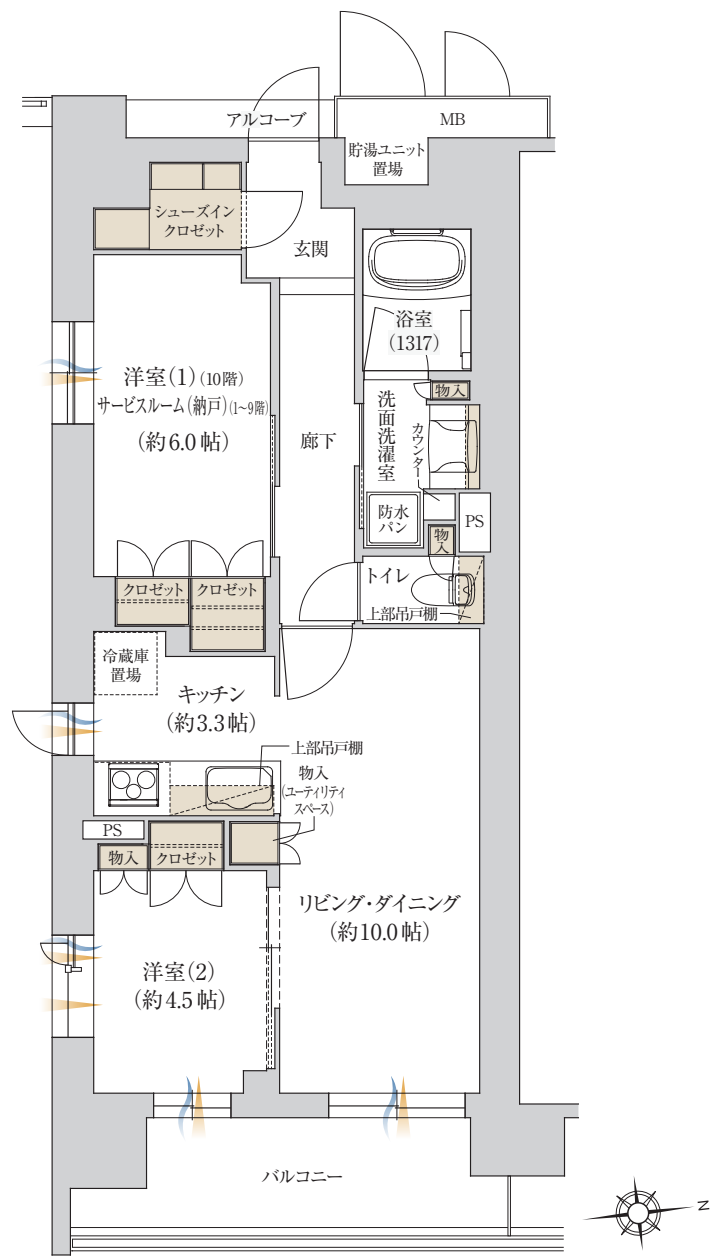 アルコーブ
MB
貯湯ユニット
置場
シューズイン
クロゼット
玄関
浴室
(1317)
洋室(1)(10階)
サービスルーム(納戸)(1~9階)
(約6.0帖)
廊下
洗面洗濯室
物入
カウンター
防水
パン
PS
物入
トイレ
上部吊戸棚
クロゼット
クロゼット
冷蔵庫
置場
キッチン
(約3.3帖)
上部吊戸棚
物入
(ユーティリティ
スペース)
PS
物入
クロゼット
リビング・ダイニング
(約10.0帖)
洋室(2)
(約4.5帖)
バルコニー
N